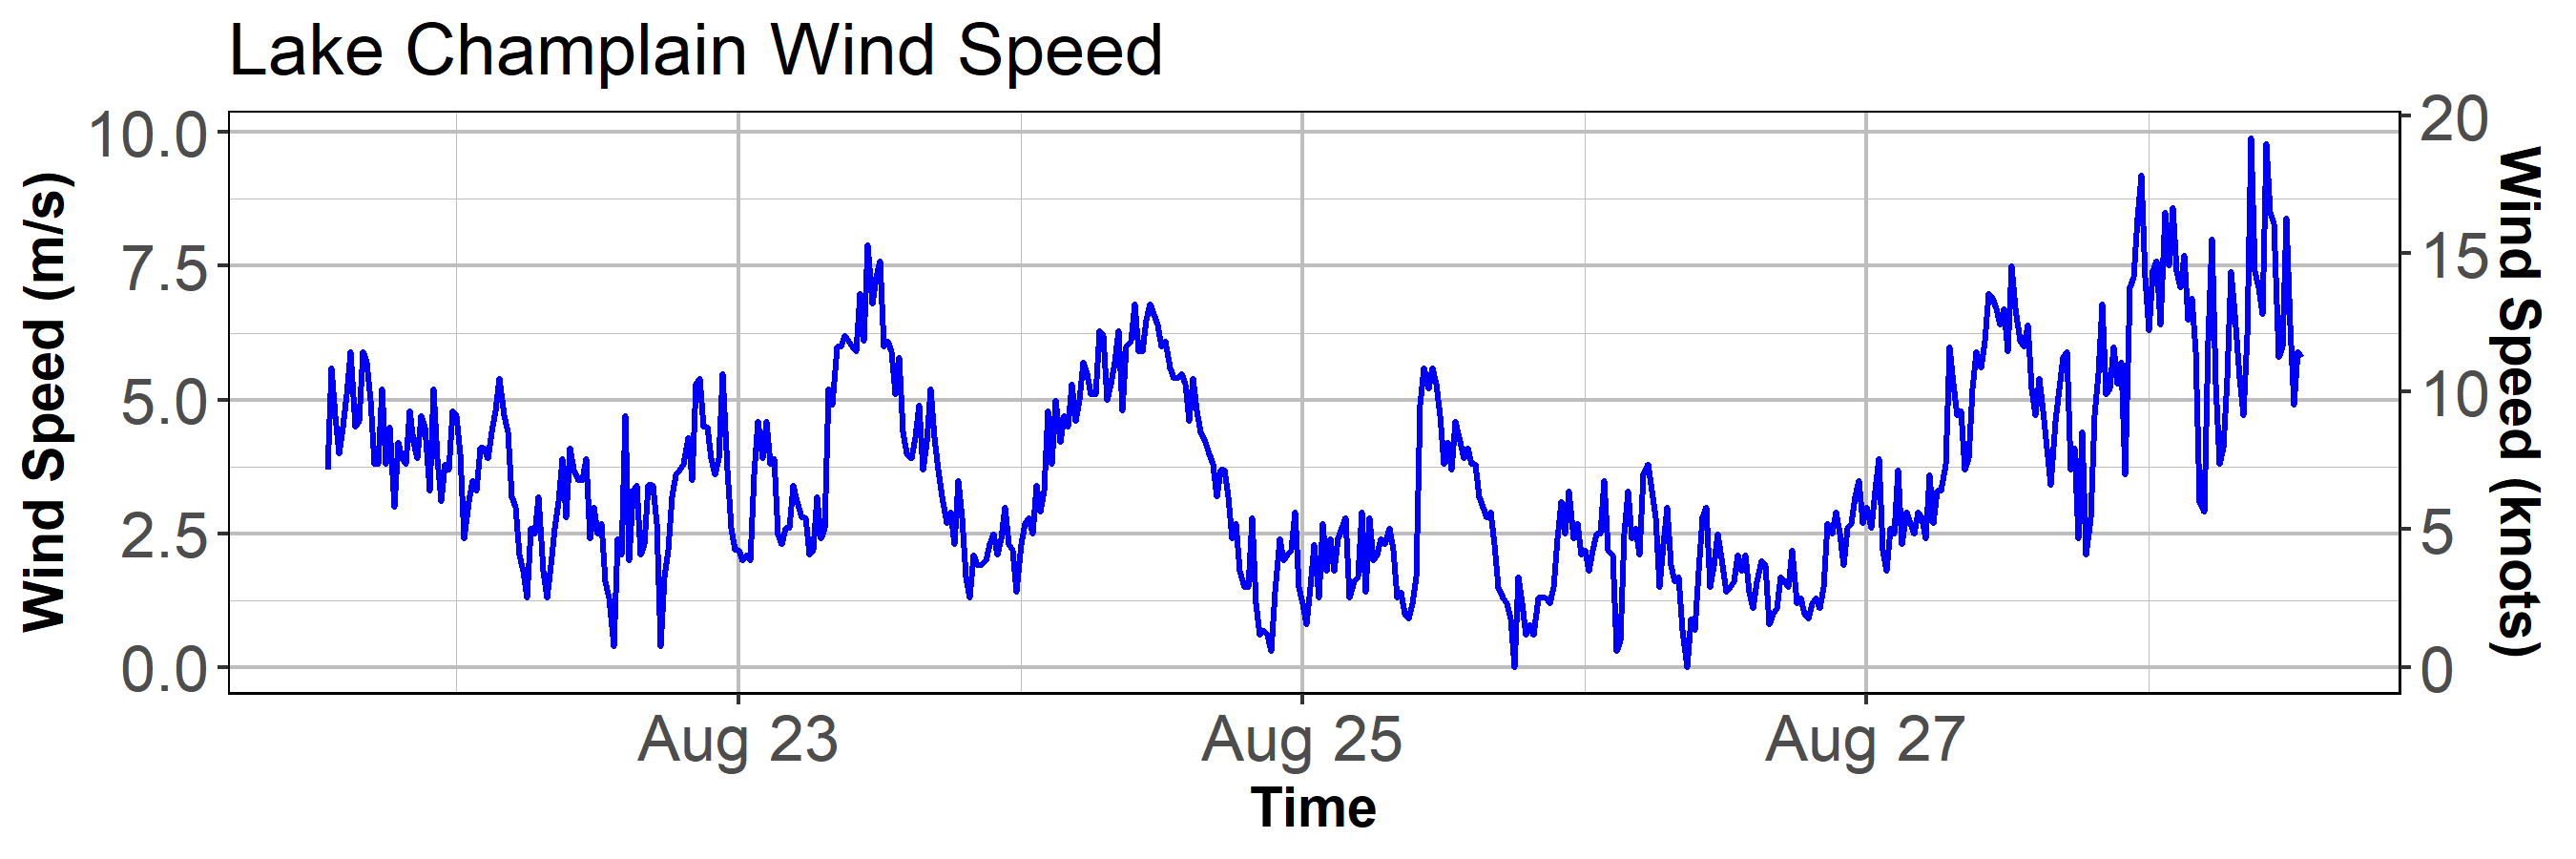 Lake Champlain Wind Speed
Wind Speed (m/s)
10.0
7.5
5.0
2.5
0.0
20
15
10
5
0
Wind Speed (knots)
Aug 23
Aug 25
Aug 27
Time